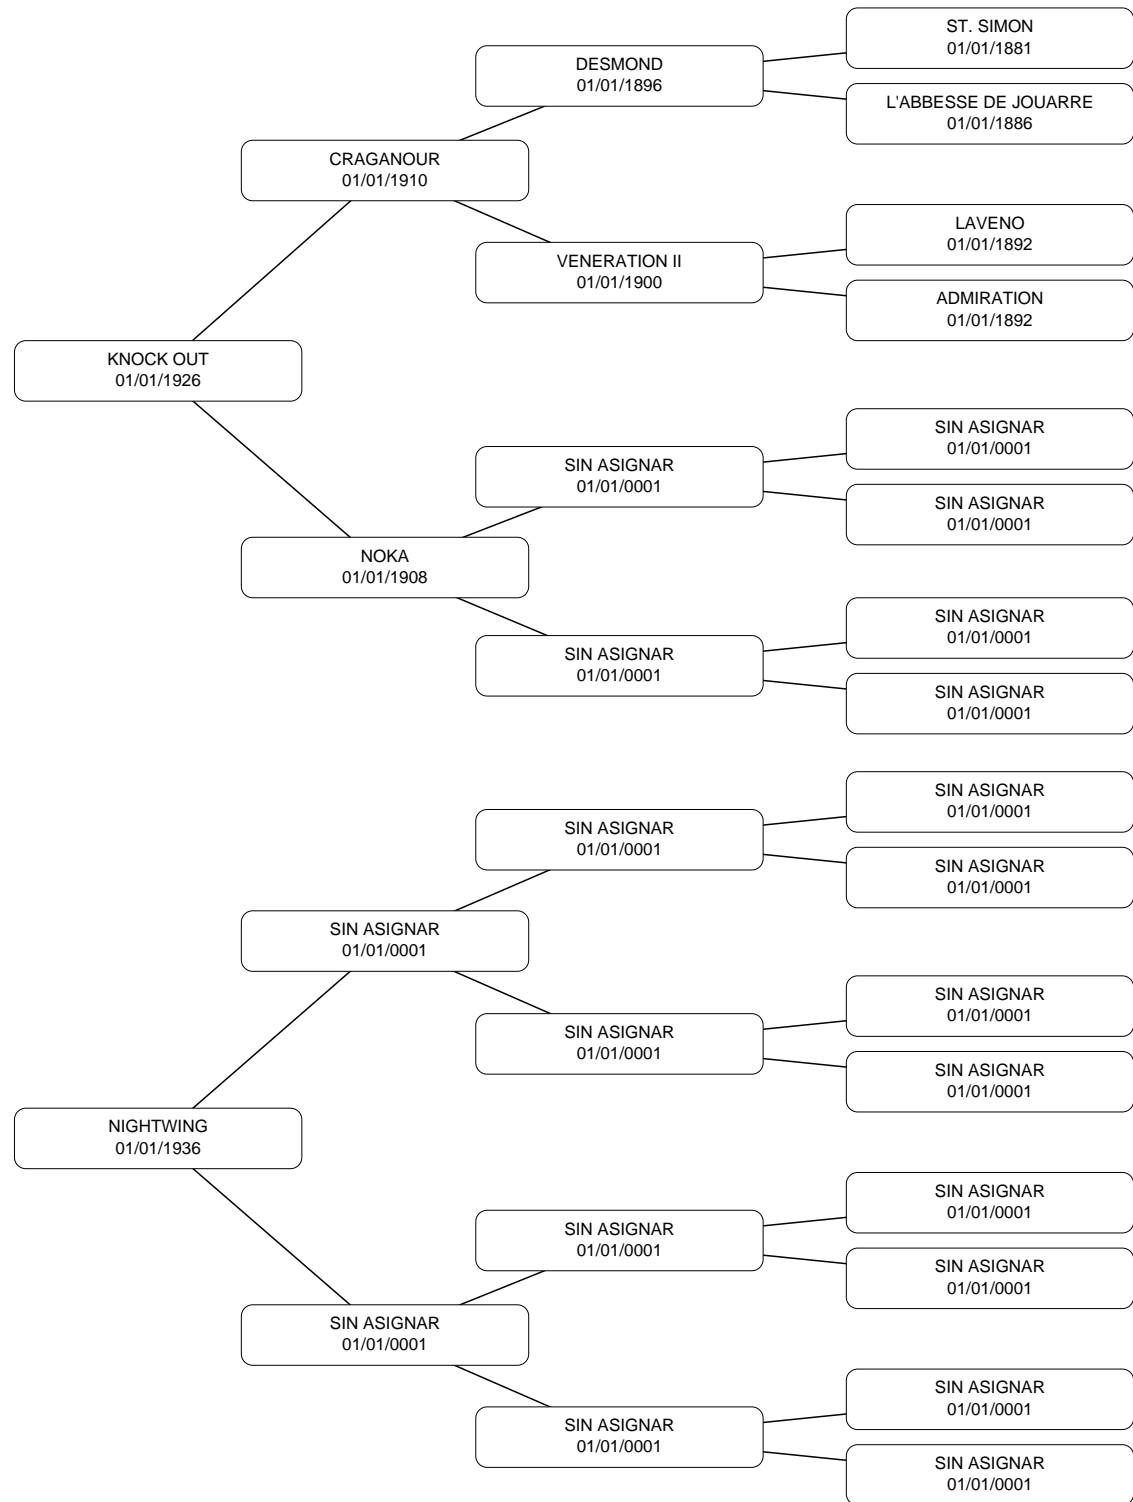 ST. SIMON
01/01/1881
DESMOND
01/01/1896
L'ABBESSE DE JOUARRE
01/01/1886
CRAGANOUR
01/01/1910
LAVENO
01/01/1892
VENERATION II
01/01/1900
ADMIRATION
01/01/1892
KNOCK OUT
01/01/1926
SIN ASIGNAR
01/01/0001
SIN ASIGNAR
01/01/0001
SIN ASIGNAR
01/01/0001
NOKA
01/01/1908
SIN ASIGNAR
01/01/0001
SIN ASIGNAR
01/01/0001
SIN ASIGNAR
01/01/0001
SIN ASIGNAR
01/01/0001
SIN ASIGNAR
01/01/0001
SIN ASIGNAR
01/01/0001
SIN ASIGNAR
01/01/0001
SIN ASIGNAR
01/01/0001
SIN ASIGNAR
01/01/0001
SIN ASIGNAR
01/01/0001
NIGHTWING
01/01/1936
SIN ASIGNAR
01/01/0001
SIN ASIGNAR
01/01/0001
SIN ASIGNAR
01/01/0001
SIN ASIGNAR
01/01/0001
SIN ASIGNAR
01/01/0001
SIN ASIGNAR
01/01/0001
SIN ASIGNAR
01/01/0001